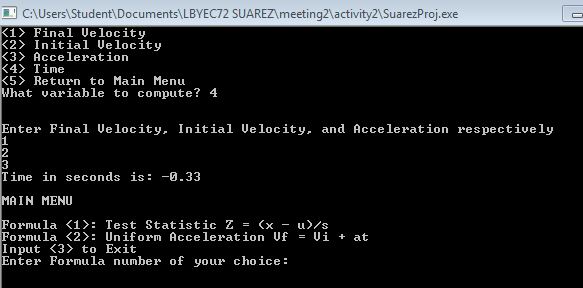 C:\Users\Student\Documents\LBYEC72 SUAREZ\meeting2\activity2\SuarezProj.exe
<1> Final Velocity
<2> Initial Velocity
<3> Acceleration
<4> Time
<5> Return to Main Menu
What variable to compute? 4
Enter Final Velocity, Initial Velocity, and Acceleration respectively
1
2
3
Time in seconds is: -0.33
MAIN MENU
Formula <1>: Test Statistic Z = (x - u)/s
Formula <2>: Uniform Acceleration Vf = Vi + at
Input <3> to Exit
Enter Formula number of your choice: